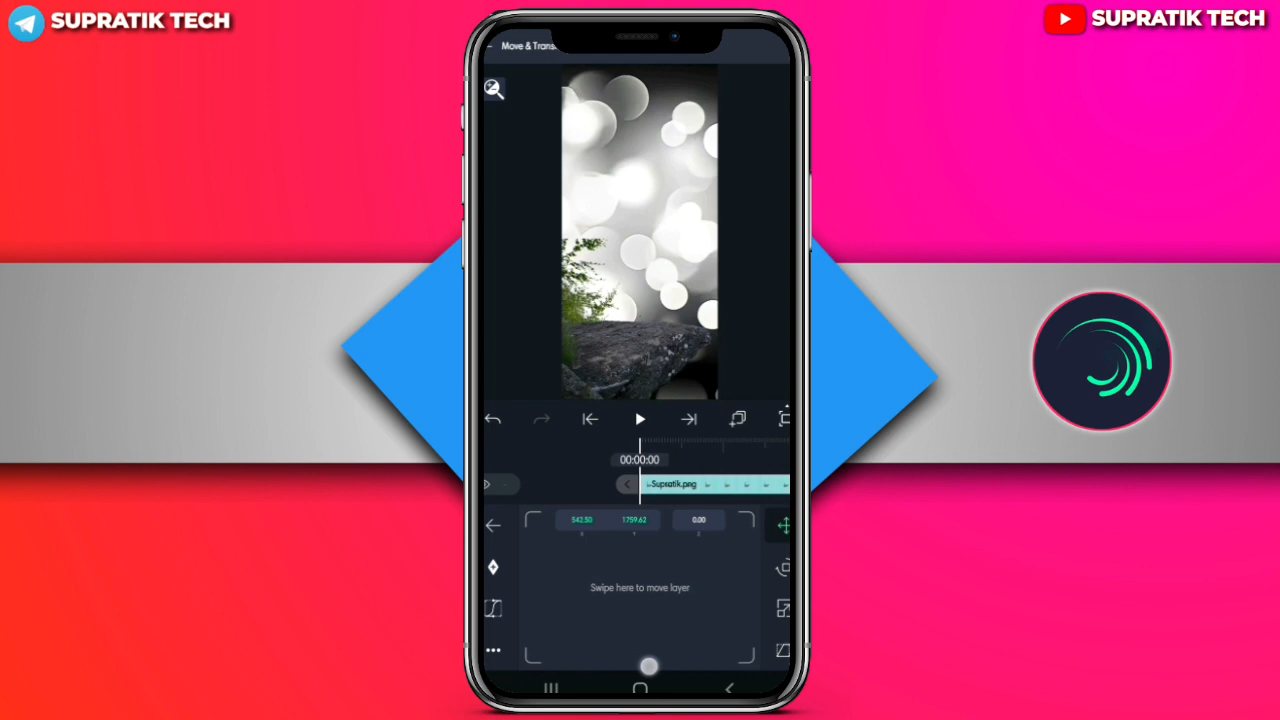 SUPRATIK TECH
SUPRATIK TECH
Move & Trans
00:00:00
Supratik.png
542.50 1759.62 0.00
X Y Z
Swipe here to move layer